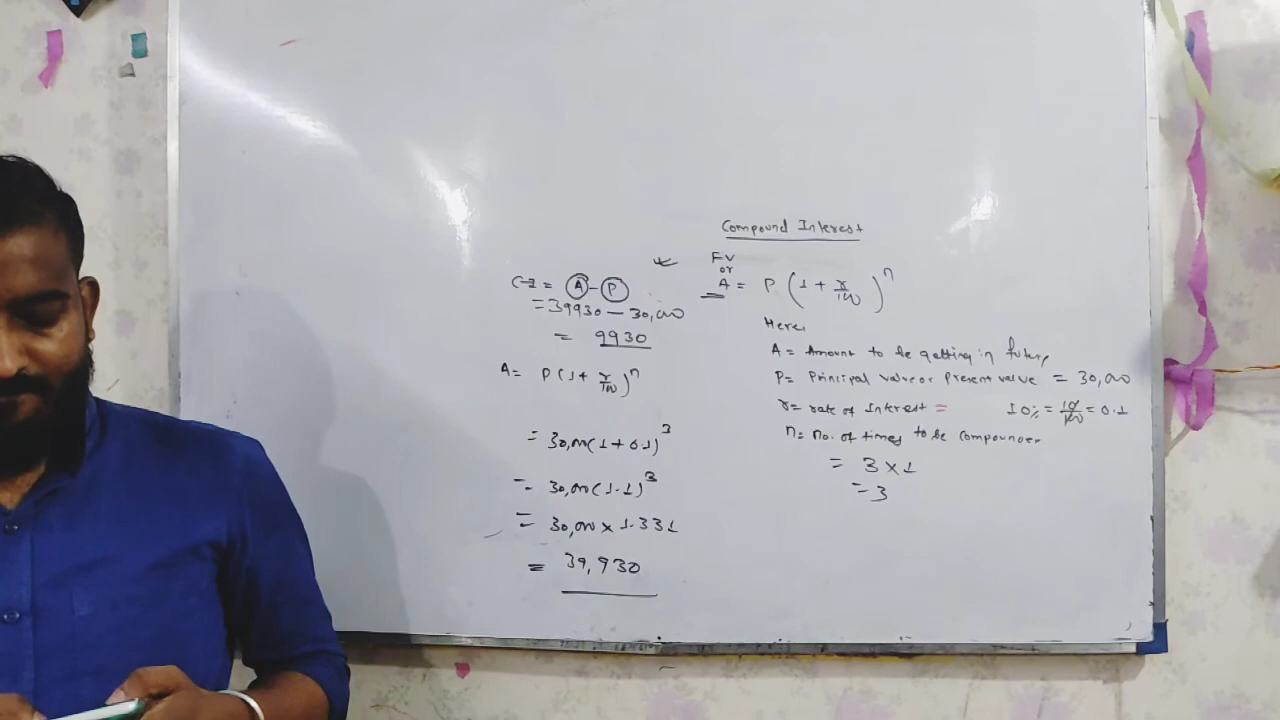 Compound Interest
FV
or
A = P (1 + r/100)^n
Here,
A = Amount to be getting in future
P = Principal value or Present value = 30,000
r = rate of Interest = 10% = 10/100 = 0.1
n = no. of times to be compounded
= 3 × 1
= 3
C-I = A - P
= 39930 - 30,000
= 9930
A = P (1 + r/100)^n
= 30,000 (1 + 0.1)^3
= 30,000 (1.1)^3
= 30,000 × 1.331
= 39,930